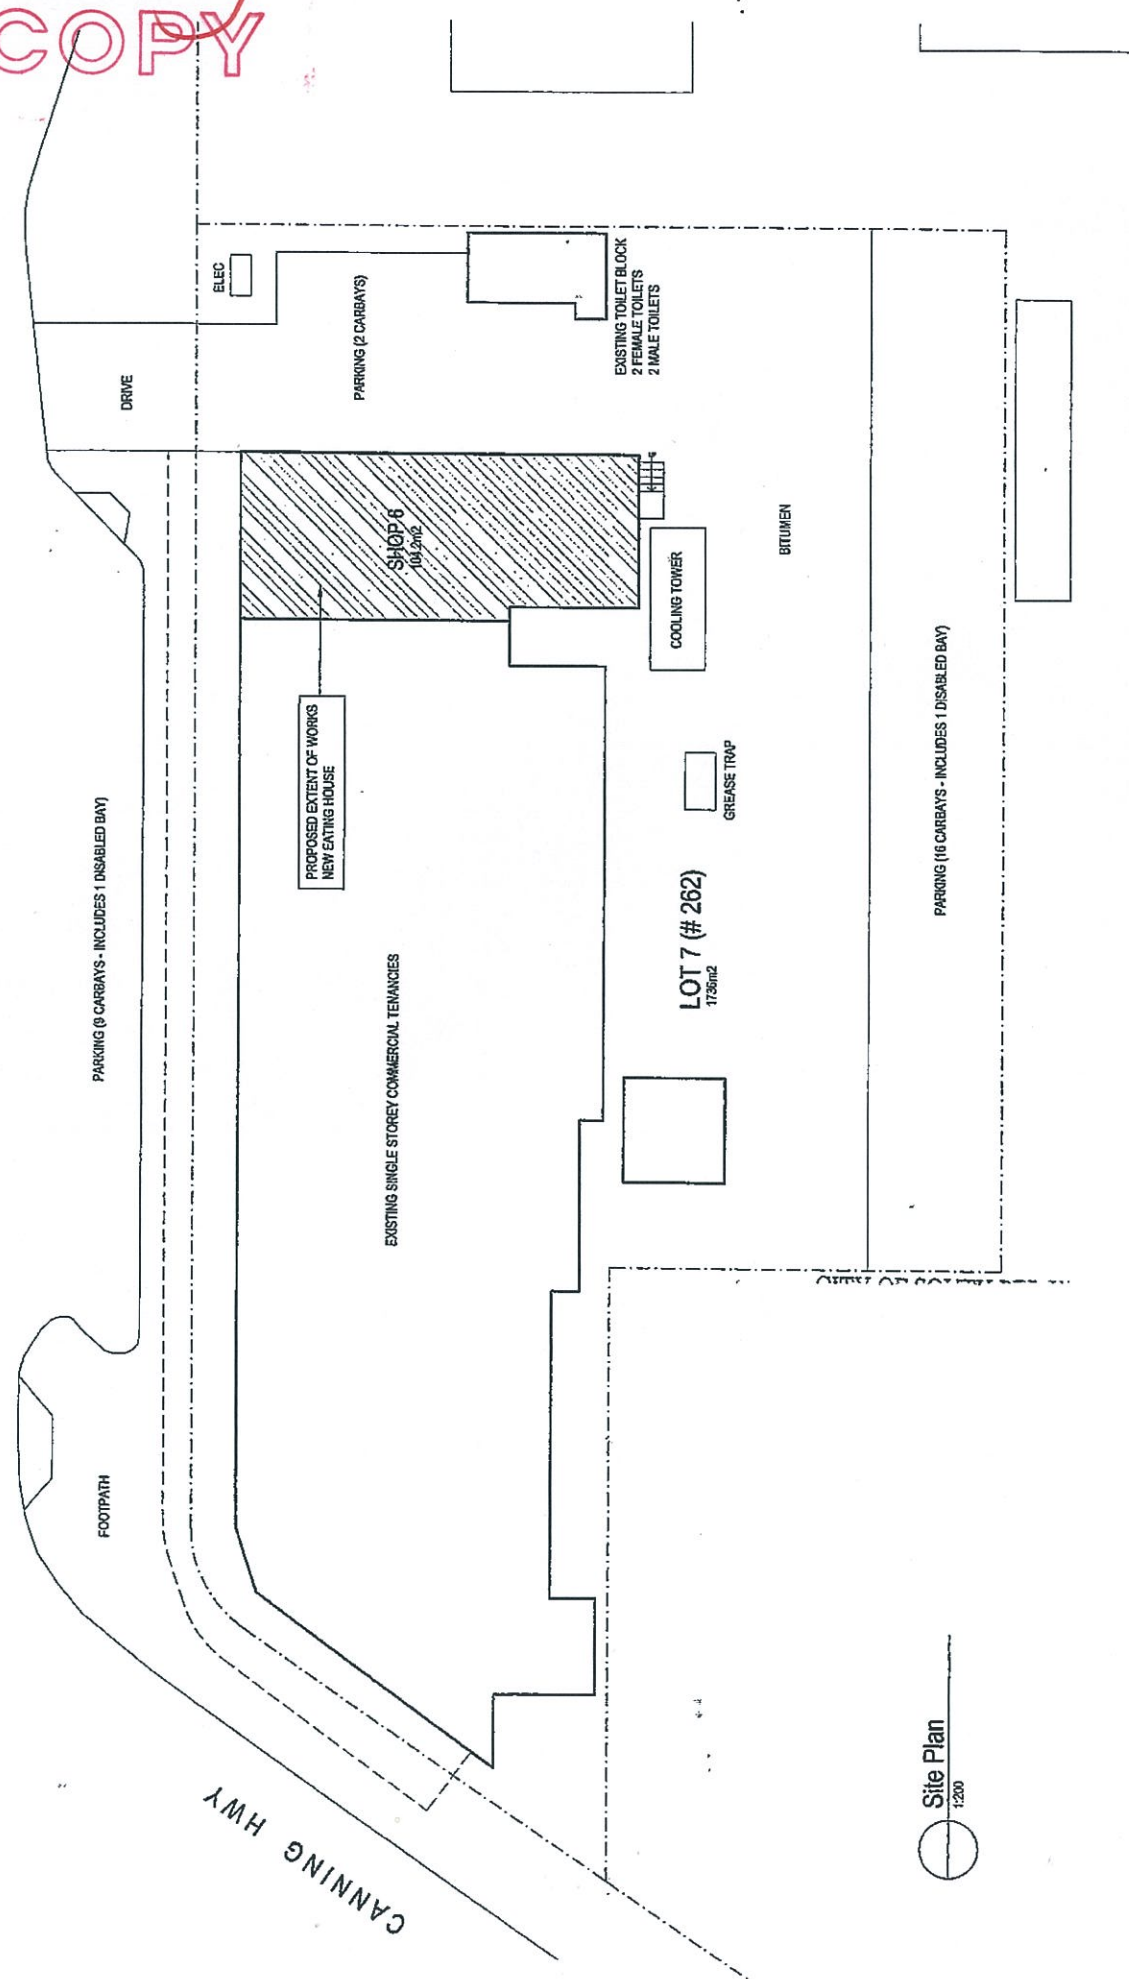 COPY
ELEC
DRIVE
PARKING (2 CARBAYS)
EXISTING TOILET BLOCK
2 FEMALE TOILETS
2 MALE TOILETS
SHOP 6
104.2m2
COOLING TOWER
BITUMEN
PROPOSED EXTENT OF WORKS
NEW EATING HOUSE
GREASE TRAP
PARKING (9 CARBAYS - INCLUDES 1 DISABLED BAY)
PARKING (16 CARBAYS - INCLUDES 1 DISABLED BAY)
LOT 7 (# 262)
1736m2
EXISTING SINGLE STOREY COMMERCIAL TENANCIES
FOOTPATH
CANNING HWY
Site Plan
1:200